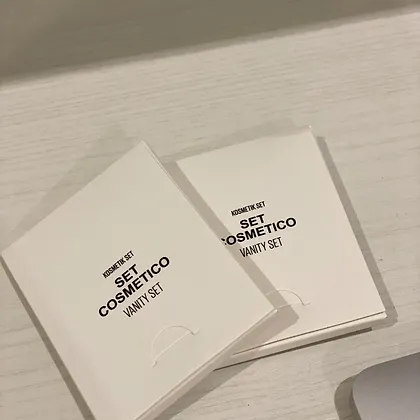 KOSMETIK SET
SET
COSMETICO
VANITY SET
KOSMETIK SET
SET
COSMETICO
VANITY SET